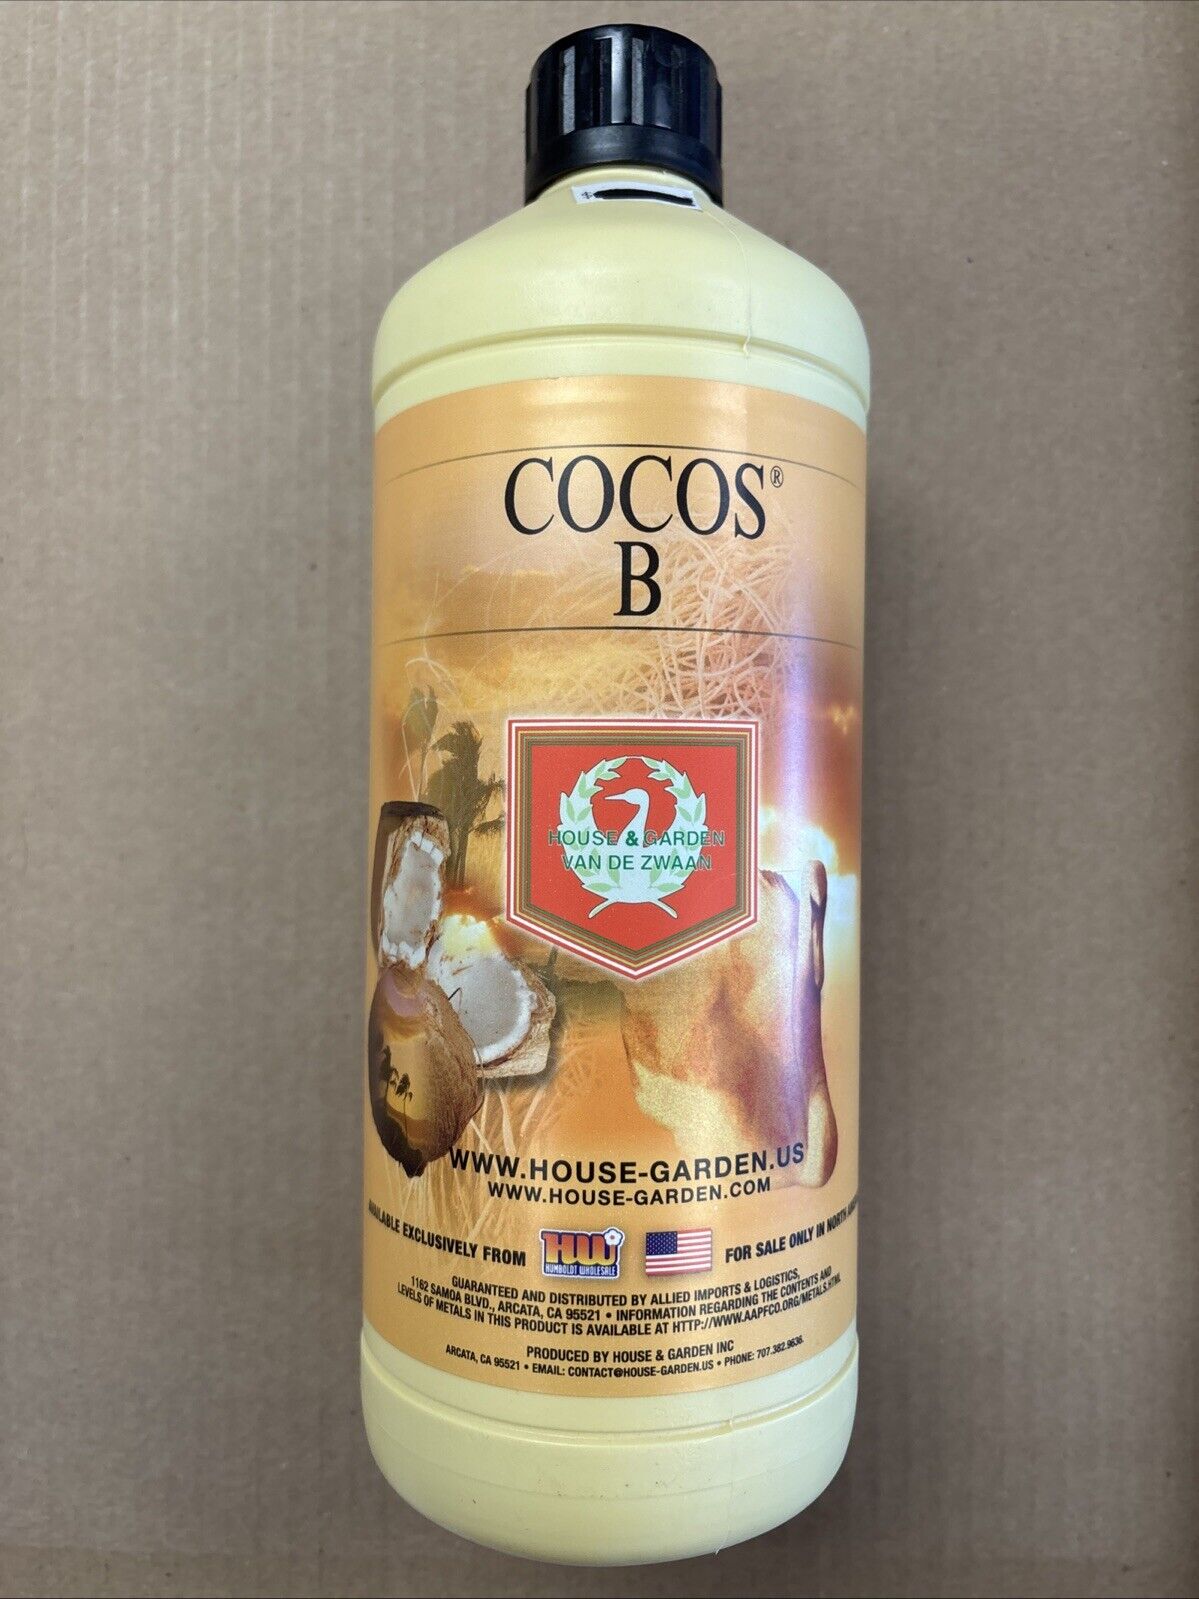 COCOS®
B
HOUSE & GARDEN
VAN DE ZWAAN
WWW.HOUSE-GARDEN.US
WWW.HOUSE-GARDEN.COM
AVAILABLE EXCLUSIVELY FROM HW HUMBOLDT WHOLESALE FOR SALE ONLY IN NORTH
GUARANTEED AND DISTRIBUTED BY ALLIED IMPORTS & LOGISTICS,
1162 SAMOA BLVD., ARCATA, CA 95521 • INFORMATION REGARDING THE CONTENTS AND
LEVELS OF METALS IN THIS PRODUCT IS AVAILABLE AT HTTP://WWW.AAPFCO.ORG/METALS.HTML
PRODUCED BY HOUSE & GARDEN INC
ARCATA, CA 95521 • EMAIL: CONTACT@HOUSE-GARDEN.US • PHONE: 707.382.9636.